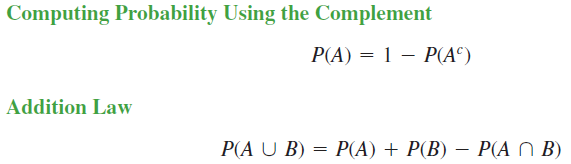 Computing Probability Using the Complement
P(A) = 1 − P(Aᶜ)
Addition Law
P(A ∪ B) = P(A) + P(B) − P(A ∩ B)